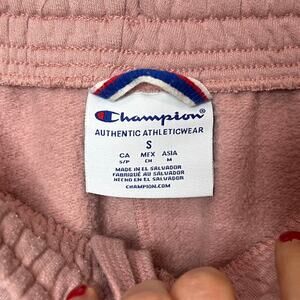 Champion
AUTHENTIC ATHLETICWEAR
S
CA MEX ASIA
S/P CH M
MADE IN EL SALVADOR
FABRIQUÉ AU SALVADOR
HECHO EN EL SALVADOR
CHAMPION.COM